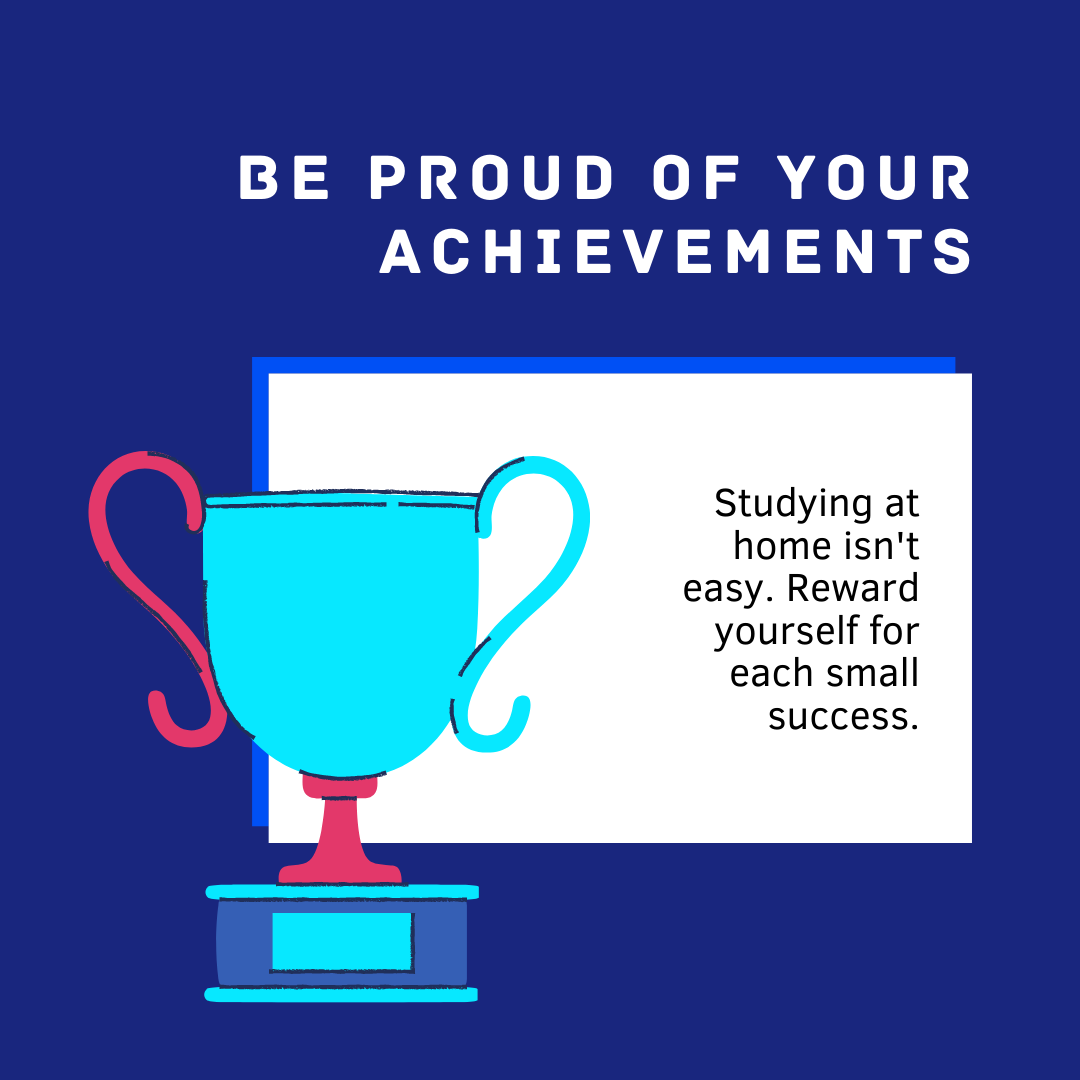 BE PROUD OF YOUR
ACHIEVEMENTS
Studying at
home isn't
easy. Reward
yourself for
each small
success.